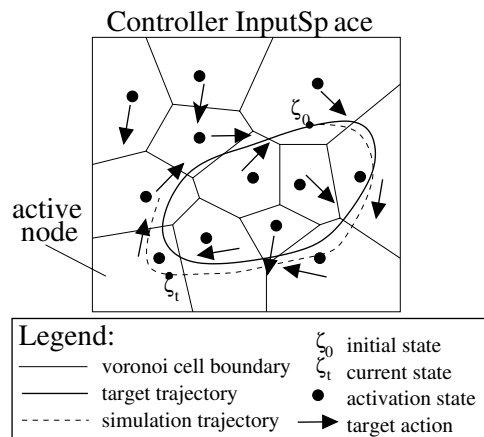 Controller InputSp ace
ζ0
active
node
ζt
Legend:
voronoi cell boundary
target trajectory
simulation trajectory
ζ0 initial state
ζt current state
activation state
target action